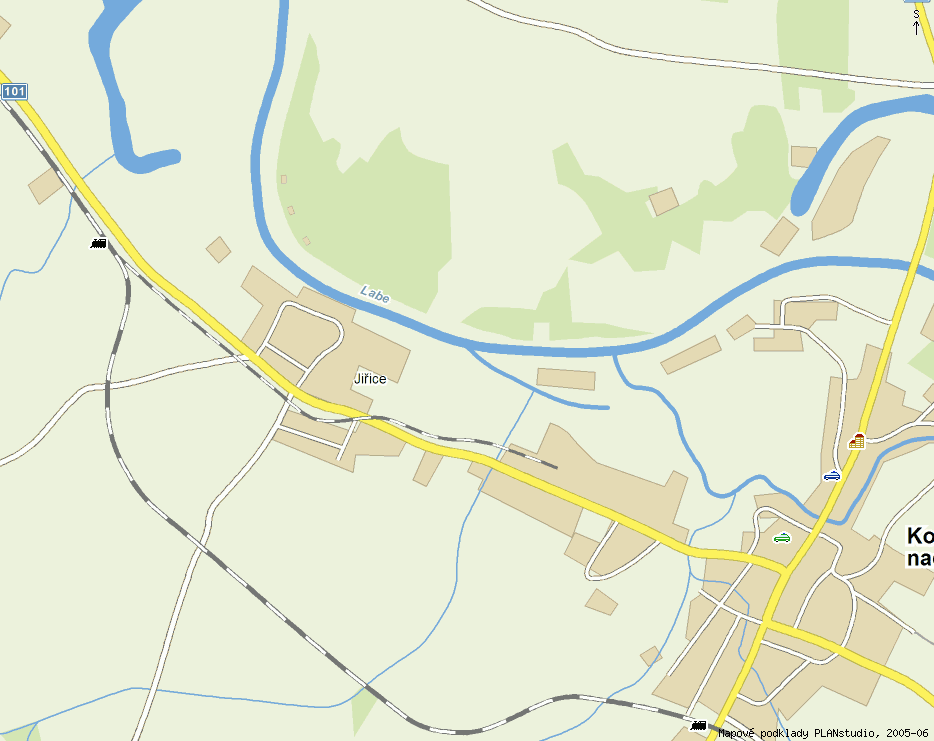 S
101
Labe
Jiřice
Ko
nad
Mapové podklady PLANstudio, 2005-06